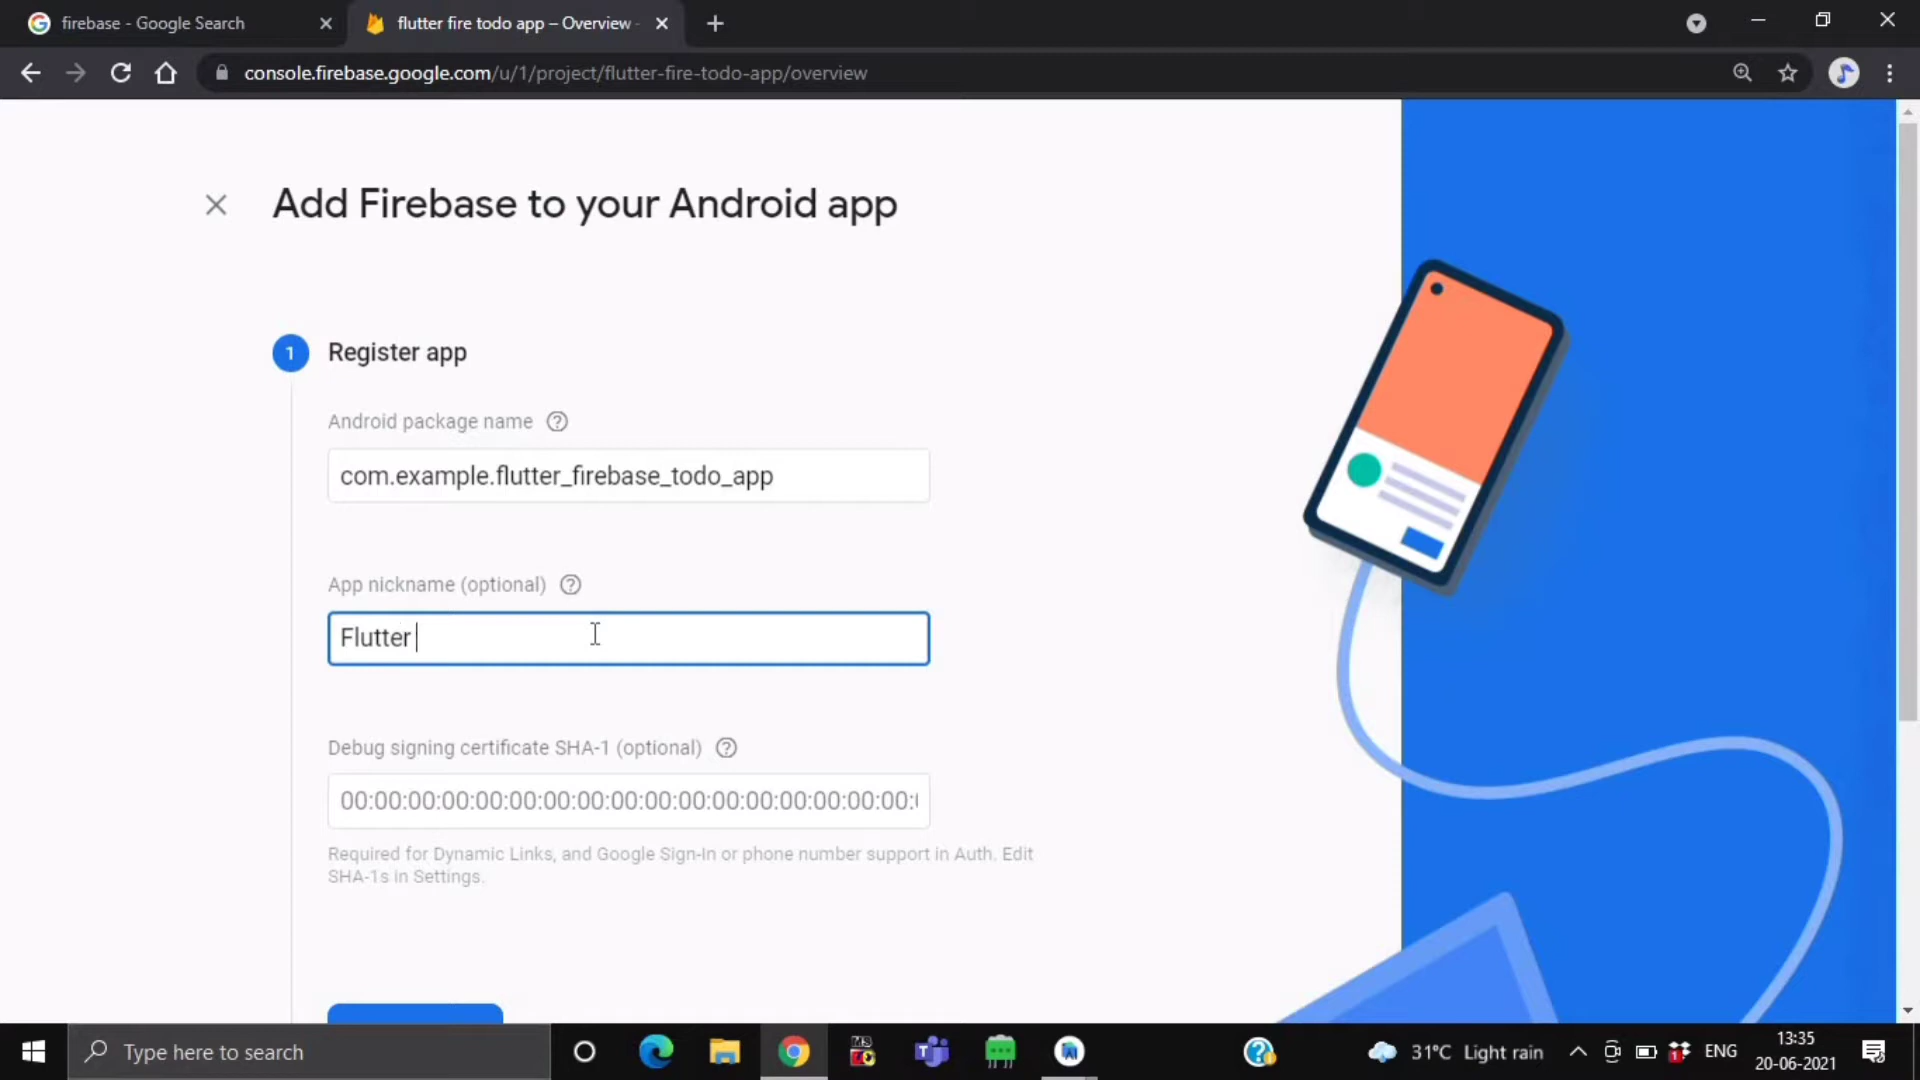 firebase - Google Search
flutter fire todo app – Overview -
console.firebase.google.com/u/1/project/flutter-fire-todo-app/overview
Add Firebase to your Android app
1 Register app
Android package name
com.example.flutter_firebase_todo_app
App nickname (optional)
Flutter
Debug signing certificate SHA-1 (optional)
00:00:00:00:00:00:00:00:00:00:00:00:00:00:00:00:00:
Required for Dynamic Links, and Google Sign-In or phone number support in Auth. Edit
SHA-1s in Settings.
Type here to search
31°C Light rain
ENG
13:35
20-06-2021